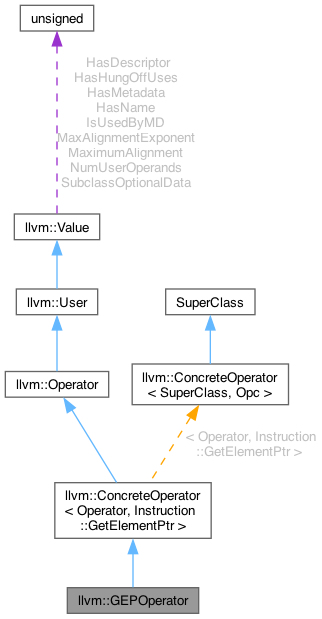 unsigned
HasDescriptor
HasHungOffUses
HasMetadata
HasName
IsUsedByMD
MaxAlignmentExponent
MaximumAlignment
NumUserOperands
SubclassOptionalData
llvm::Value
llvm::User
SuperClass
llvm::Operator
llvm::ConcreteOperator
< SuperClass, Opc >
< Operator, Instruction
::GetElementPtr >
llvm::ConcreteOperator
< Operator, Instruction
::GetElementPtr >
llvm::GEPOperator